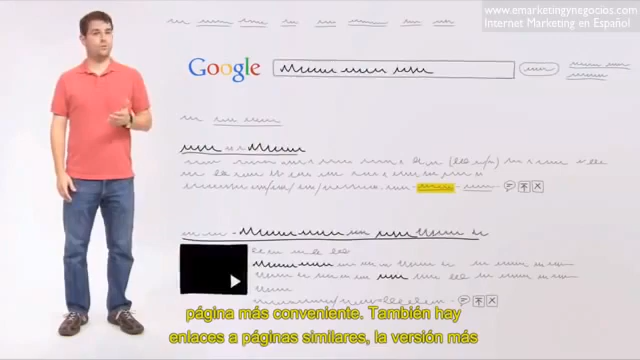 www.emarketingynegocios.com
Internet Marketing en Español
Google
página más conveniente. También hay
enlaces a páginas similares, la versión más